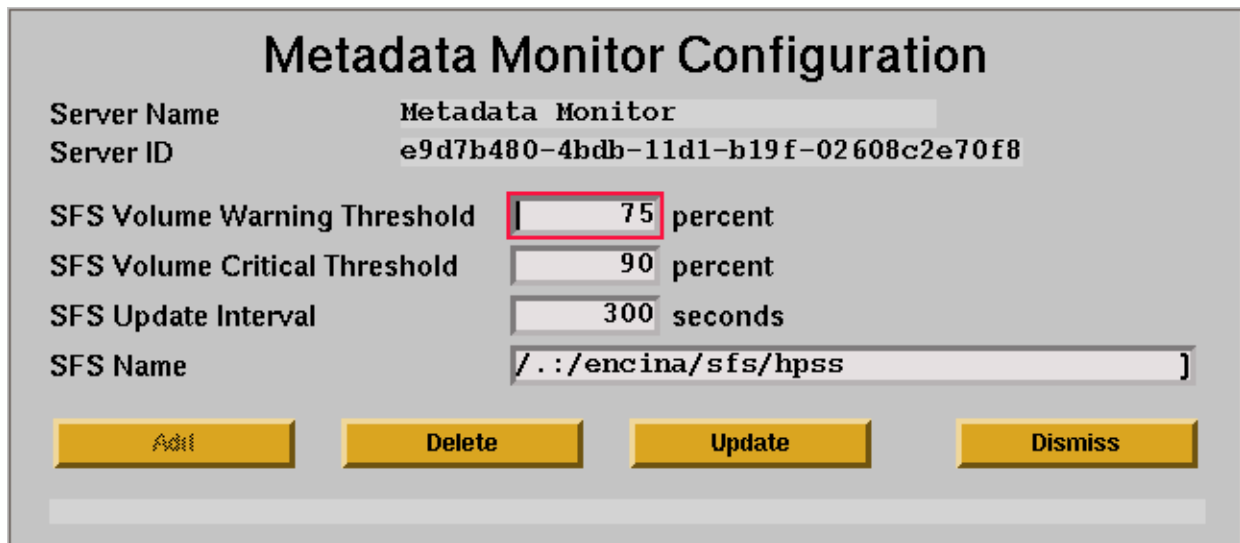 Metadata Monitor Configuration
Server Name Metadata Monitor
Server ID e9d7b480-4bdb-11d1-b19f-02608c2e70f8
SFS Volume Warning Threshold 75 percent
SFS Volume Critical Threshold 90 percent
SFS Update Interval 300 seconds
SFS Name /.:/encina/sfs/hpss ]
Add Delete Update Dismiss